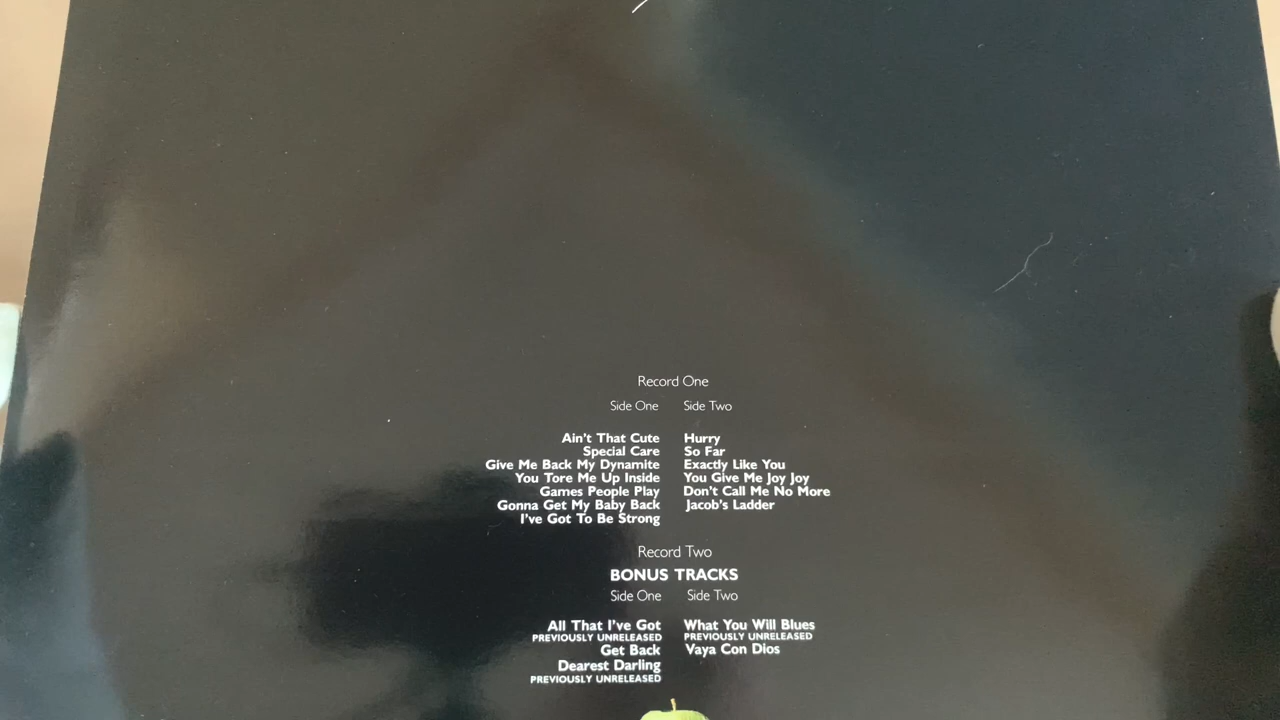 Record One
Side One
Ain't That Cute
Special Care
Give Me Back My Dynamite
You Tore Me Up Inside
Games People Play
Gonna Get My Baby Back
I've Got To Be Strong
Side Two
Hurry
So Far
Exactly Like You
You Give Me Joy Joy
Don't Call Me No More
Jacob's Ladder
Record Two
BONUS TRACKS
Side One
All That I've Got
PREVIOUSLY UNRELEASED
Get Back
Dearest Darling
PREVIOUSLY UNRELEASED
Side Two
What You Will Blues
PREVIOUSLY UNRELEASED
Vaya Con Dios